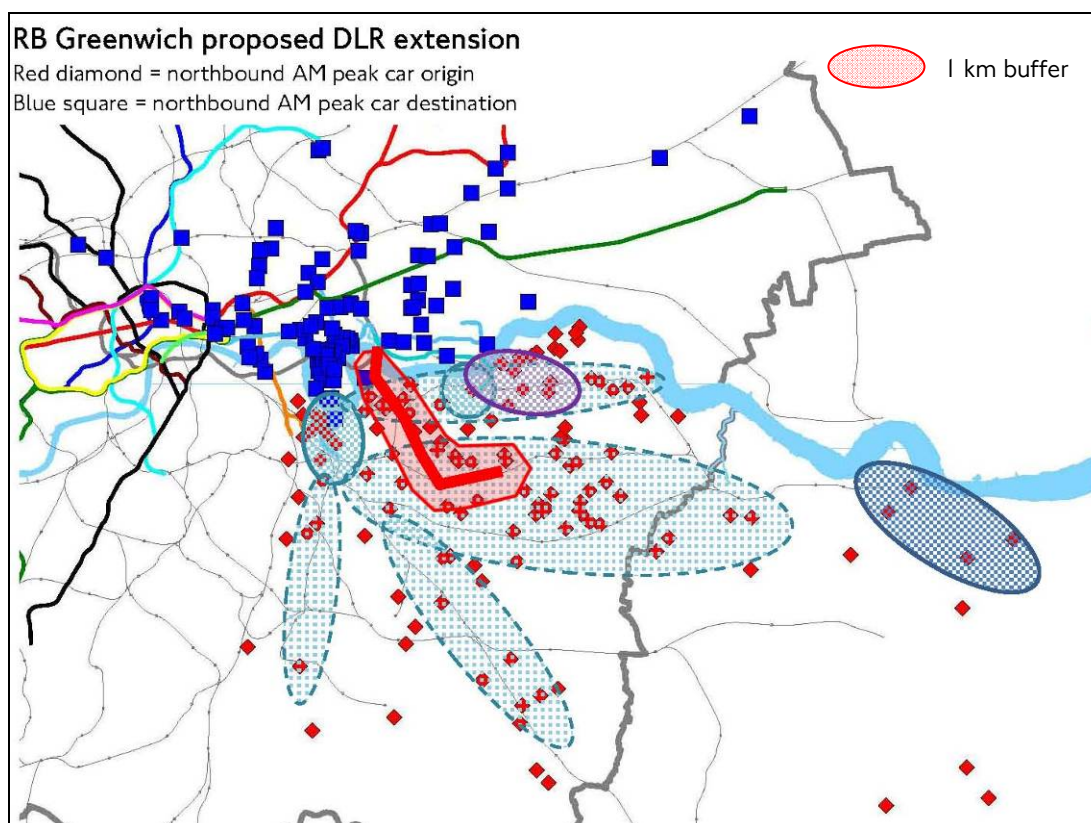 RB Greenwich proposed DLR extension
Red diamond = northbound AM peak car origin
Blue square = northbound AM peak car destination
1 km buffer